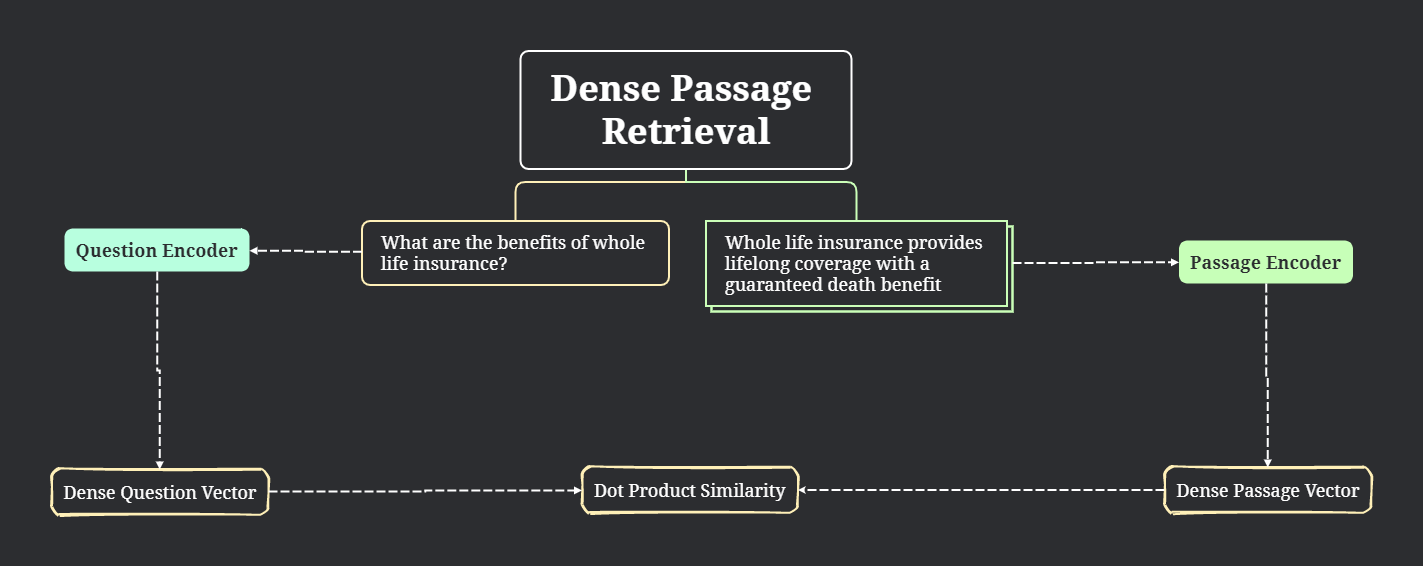 Dense Passage
Retrieval
Question Encoder
What are the benefits of whole
life insurance?
Whole life insurance provides
lifelong coverage with a
guaranteed death benefit
Passage Encoder
Dense Question Vector
Dot Product Similarity
Dense Passage Vector